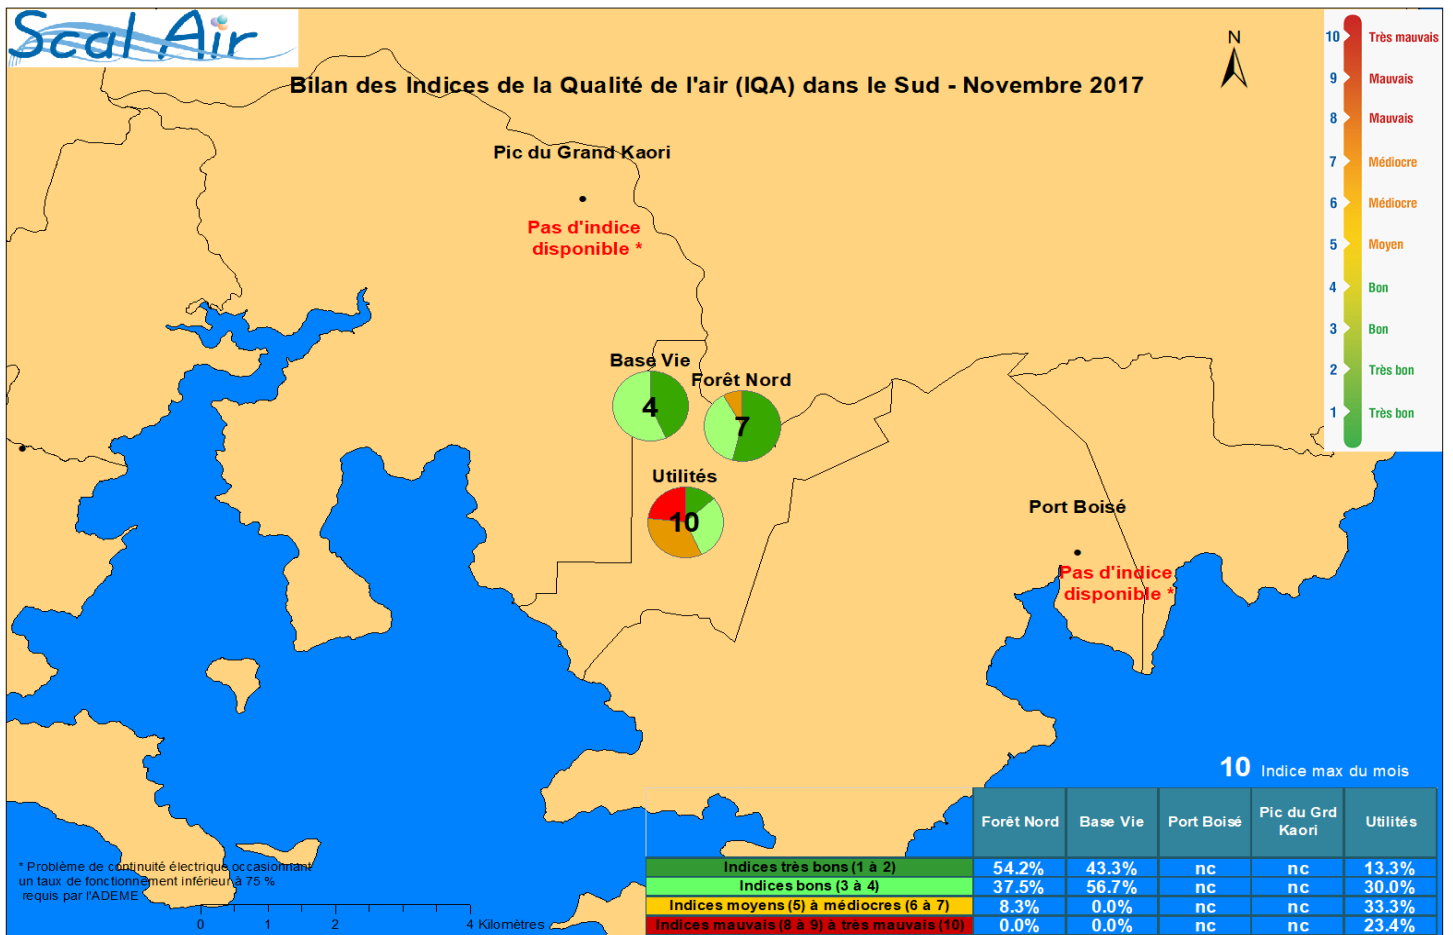 Scal Air
Bilan des Indices de la Qualité de l'air (IQA) dans le Sud - Novembre 2017
N
10 Très mauvais
9 Mauvais
8 Mauvais
7 Médiocre
6 Médiocre
5 Moyen
4 Bon
3 Bon
2 Très bon
1 Très bon
Pic du Grand Kaori
Pas d'indice
disponible *
Base Vie
4
Forêt Nord
7
Utilités
10
Port Boisé
Pas d'indice
disponible *
10 Indice max du mois
Forêt Nord Base Vie Port Boisé Pic du Grd Kaori Utilités
Indices très bons (1 à 2) 54.2% 43.3% nc nc 13.3%
Indices bons (3 à 4) 37.5% 56.7% nc nc 30.0%
Indices moyens (5) à médiocres (6 à 7) 8.3% 0.0% nc nc 33.3%
Indices mauvais (8 à 9) à très mauvais (10) 0.0% 0.0% nc nc 23.4%
* Problème de continuité électrique occasionnant
un taux de fonctionnement inférieur à 75 %
requis par l'ADEME
0 1 2 4 Kilomètres